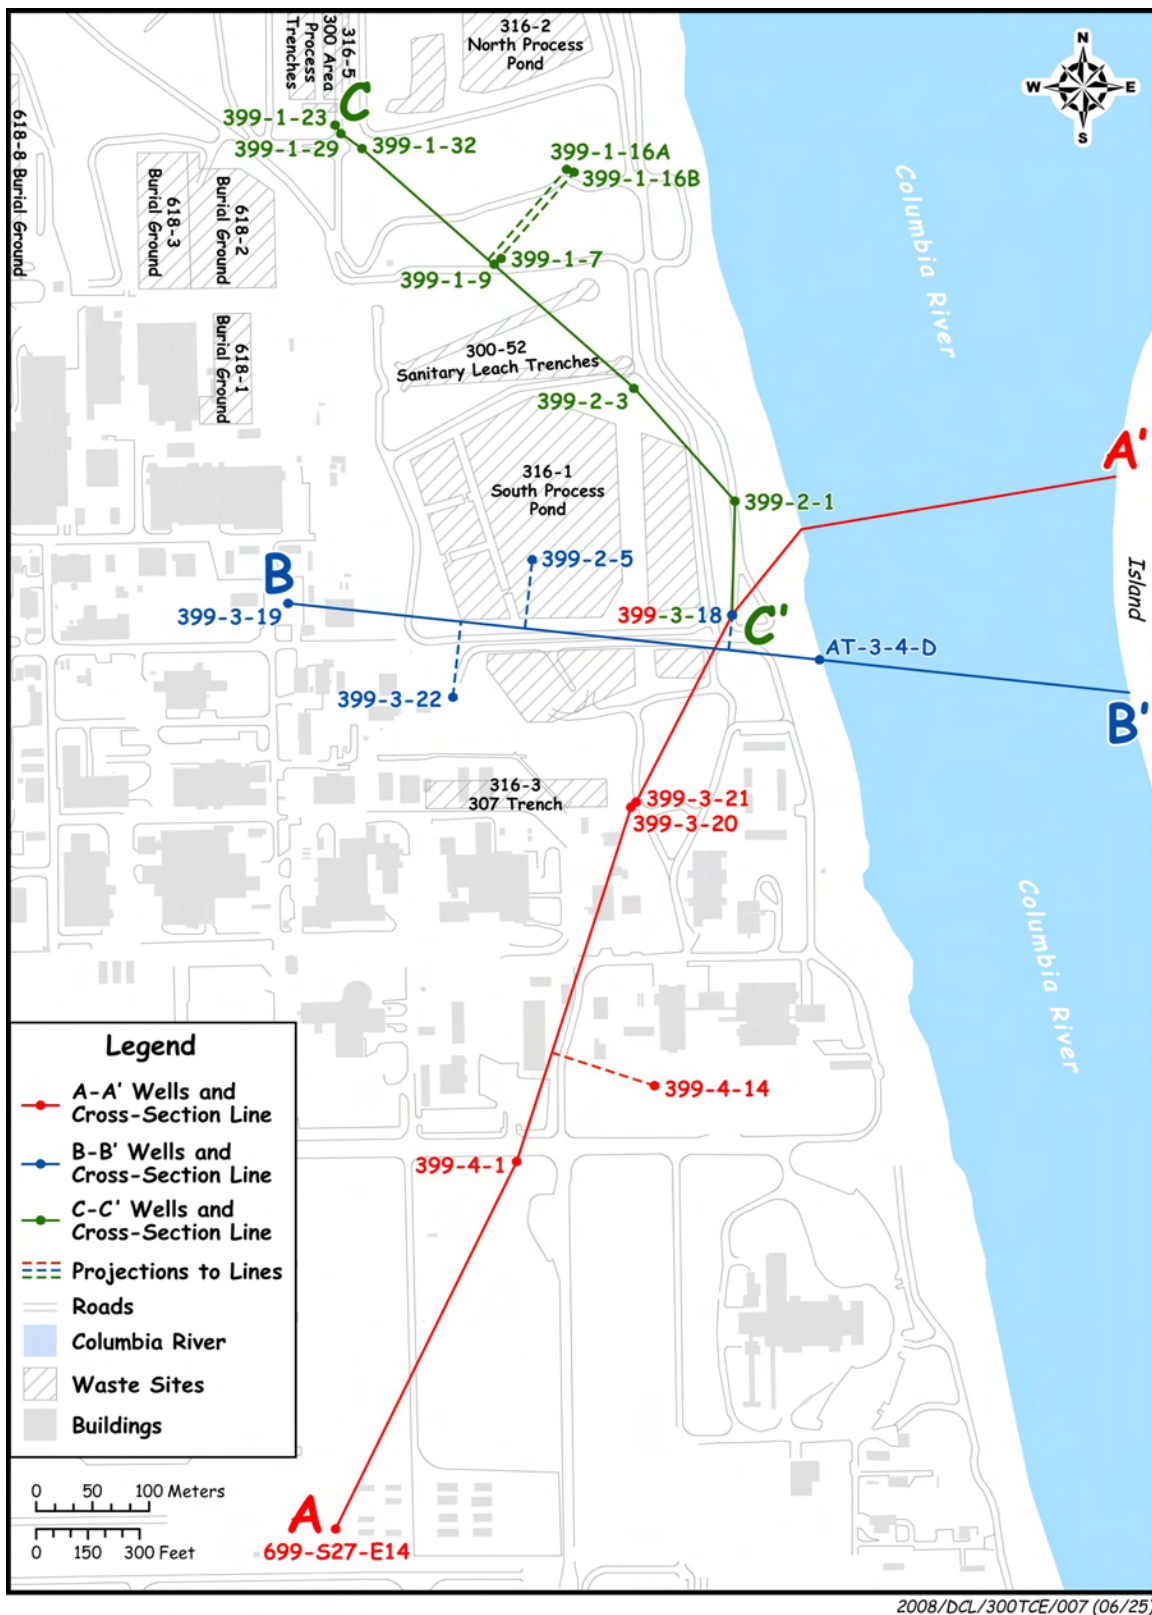 316-5
300 Area
Process
Trenches
316-2
North Process
Pond
N
W
E
S
C
399-1-23
399-1-29
399-1-32
399-1-16A
399-1-16B
618-8 Burial Ground
618-3
Burial Ground
618-2
Burial Ground
Columbia River
399-1-7
399-1-9
618-1
Burial Ground
300-52
Sanitary Leach Trenches
399-2-3
A'
316-1
South Process
Pond
399-2-1
B
399-2-5
Island
399-3-19
399-3-18
C'
AT-3-4-D
399-3-22
B'
316-3
307 Trench
399-3-21
399-3-20
Columbia River
399-4-14
399-4-1
Legend
A-A' Wells and
Cross-Section Line
B-B' Wells and
Cross-Section Line
C-C' Wells and
Cross-Section Line
Projections to Lines
Roads
Columbia River
Waste Sites
Buildings
0 50 100 Meters
0 150 300 Feet
A
699-S27-E14
2008/DCL/300TCE/007 (06/25)